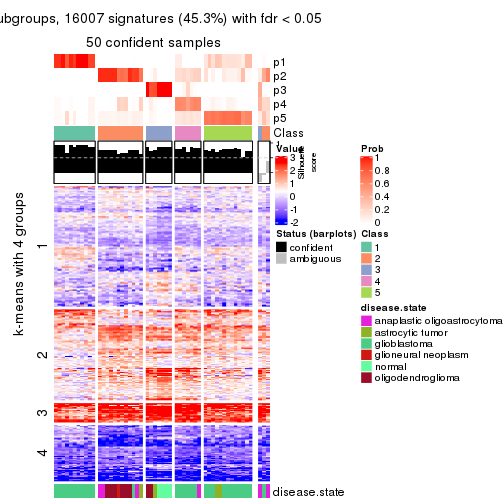 ubgroups, 16007 signatures (45.3%) with fdr < 0.05
50 confident samples
p1
p2
p3
p4
p5
Class
1
Silhouette
score
k-means with 4 groups
1
2
3
4
disease.state
Value
3
2
1
0
-1
-2
Status (barplots)
confident
ambiguous
Prob
1
0.8
0.6
0.4
0.2
0
Class
1
2
3
4
5
disease.state
anaplastic oligoastrocytoma
astrocytic tumor
glioblastoma
glioneural neoplasm
normal
oligodendroglioma